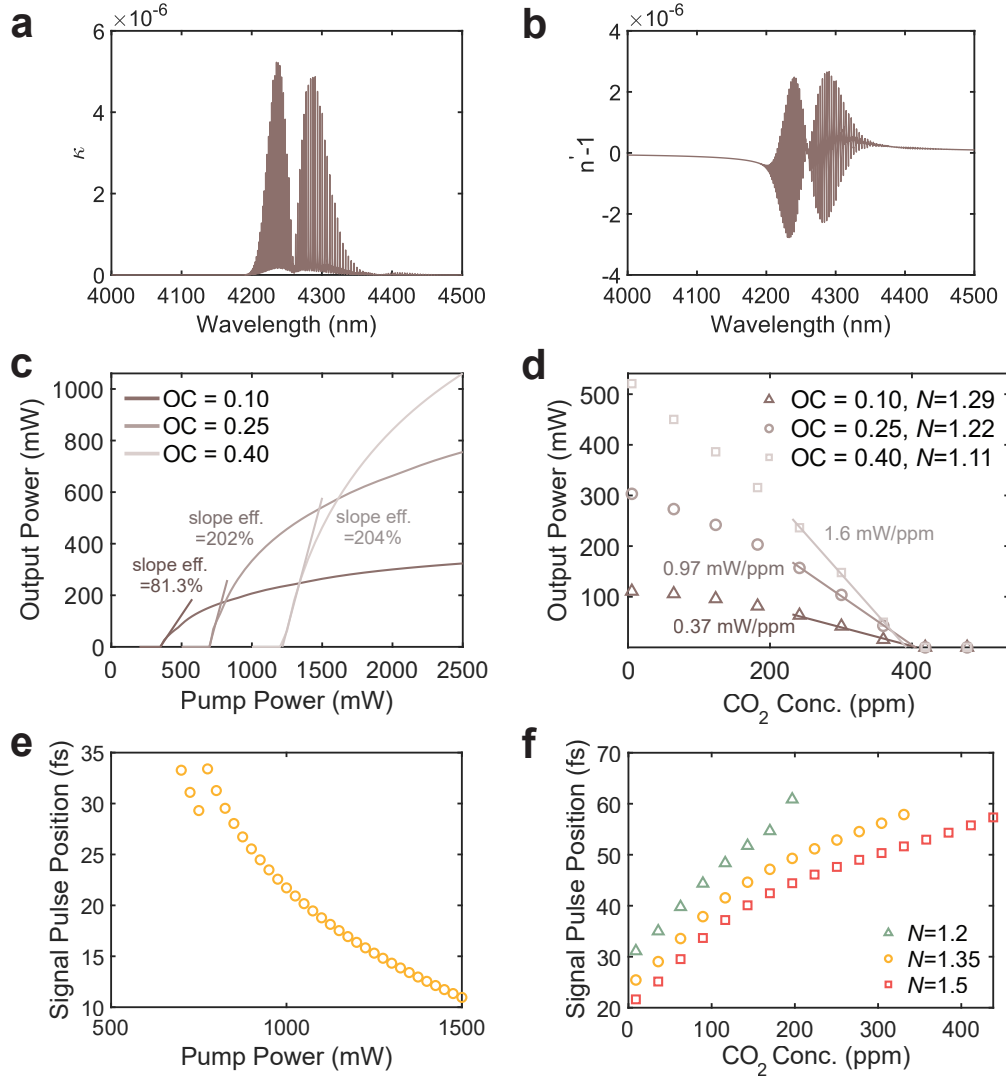 a
×10⁻⁶
6
4
2
0
κ
4000 4100 4200 4300 4400 4500
Wavelength (nm)
b
×10⁻⁶
4
2
0
-2
-4
n'-1
4000 4100 4200 4300 4400 4500
Wavelength (nm)
c
1000
800
600
400
200
0
Output Power (mW)
OC = 0.10
OC = 0.25
OC = 0.40
slope eff.
=202%
slope eff.
=204%
slope eff.
=81.3%
0 500 1000 1500 2000 2500
Pump Power (mW)
d
500
400
300
200
100
Output Power (mW)
OC = 0.10, N=1.29
OC = 0.25, N=1.22
OC = 0.40, N=1.11
1.6 mW/ppm
0.97 mW/ppm
0.37 mW/ppm
0 200 400
CO₂ Conc. (ppm)
e
35
30
25
20
15
10
Signal Pulse Position (fs)
500 1000 1500
Pump Power (mW)
f
70
60
50
40
30
20
Signal Pulse Position (fs)
N=1.2
N=1.35
N=1.5
0 100 200 300 400
CO₂ Conc. (ppm)